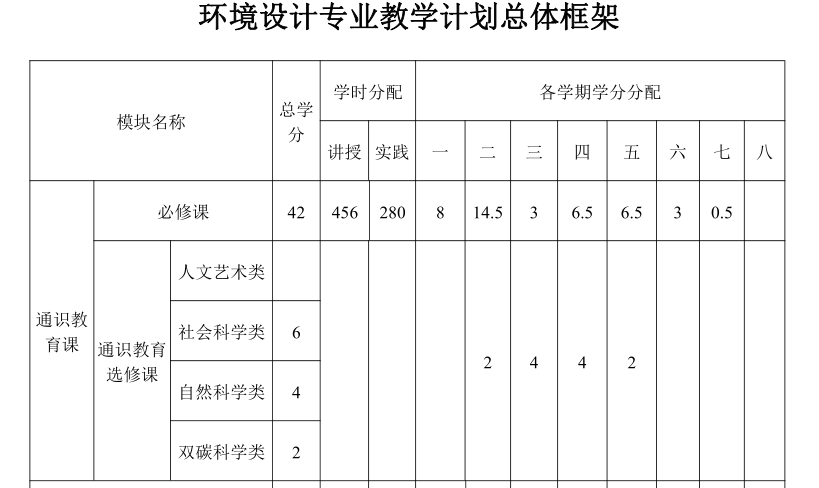 环境设计专业教学计划总体框架
模块名称 总学分 学时分配 各学期学分分配
讲授 实践 一 二 三 四 五 六 七 八
通识教育课 必修课 42 456 280 8 14.5 3 6.5 6.5 3 0.5
通识教育选修课 人文艺术类
社会科学类 6
2 4 4 2
自然科学类 4
双碳科学类 2